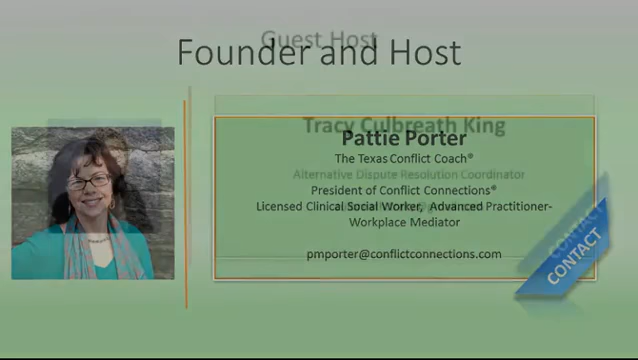 Guest Host
Founder and Host
Tracy Culbreath King
Pattie Porter
The Texas Conflict Coach®
Alternative Dispute Resolution Coordinator
President of Conflict Connections®
Licensed Clinical Social Worker, Advanced Practitioner-
Workplace Mediator
pmporter@conflictconnections.com
CONTACT
CONTACT